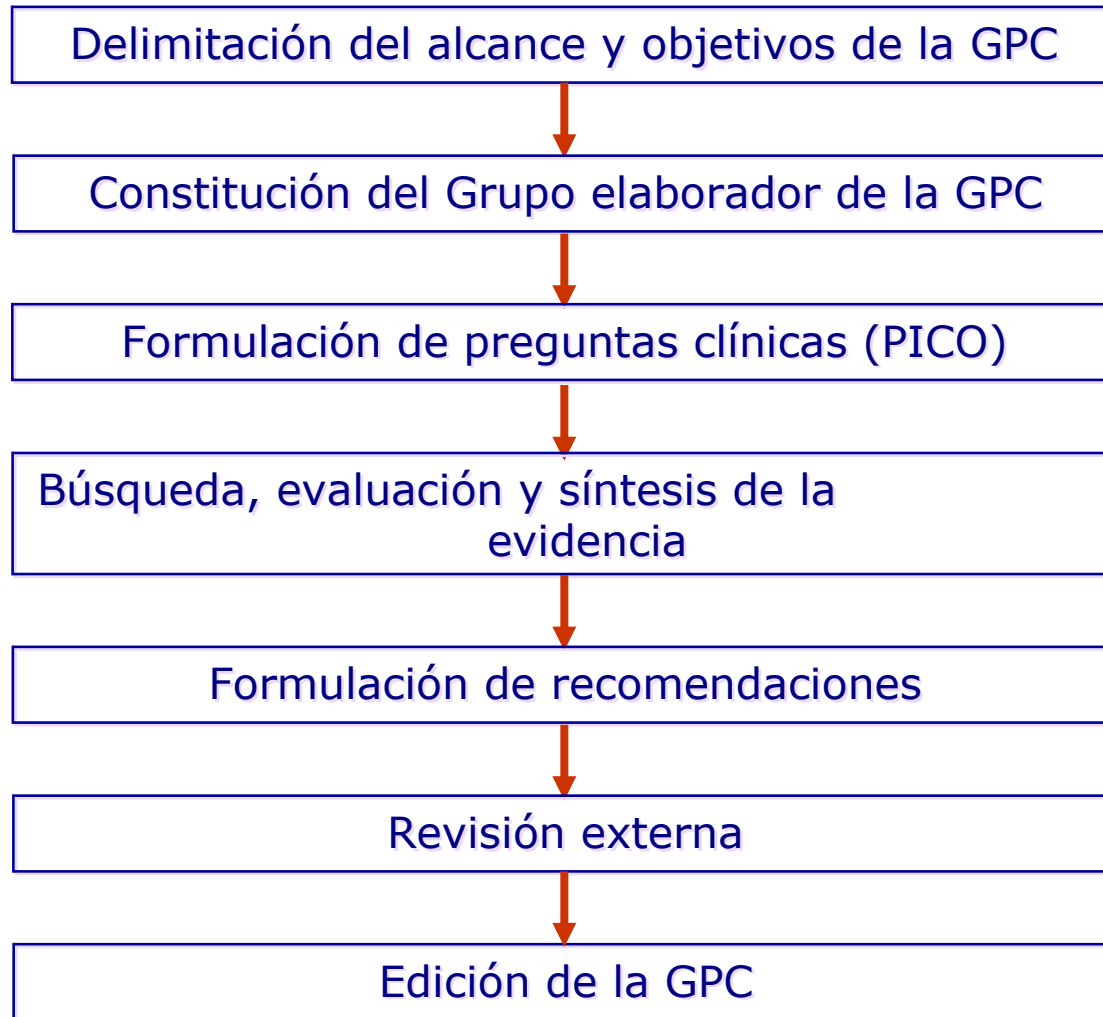 Delimitación del alcance y objetivos de la GPC
Constitución del Grupo elaborador de la GPC
Formulación de preguntas clínicas (PICO)
Búsqueda, evaluación y síntesis de la
evidencia
Formulación de recomendaciones
Revisión externa
Edición de la GPC